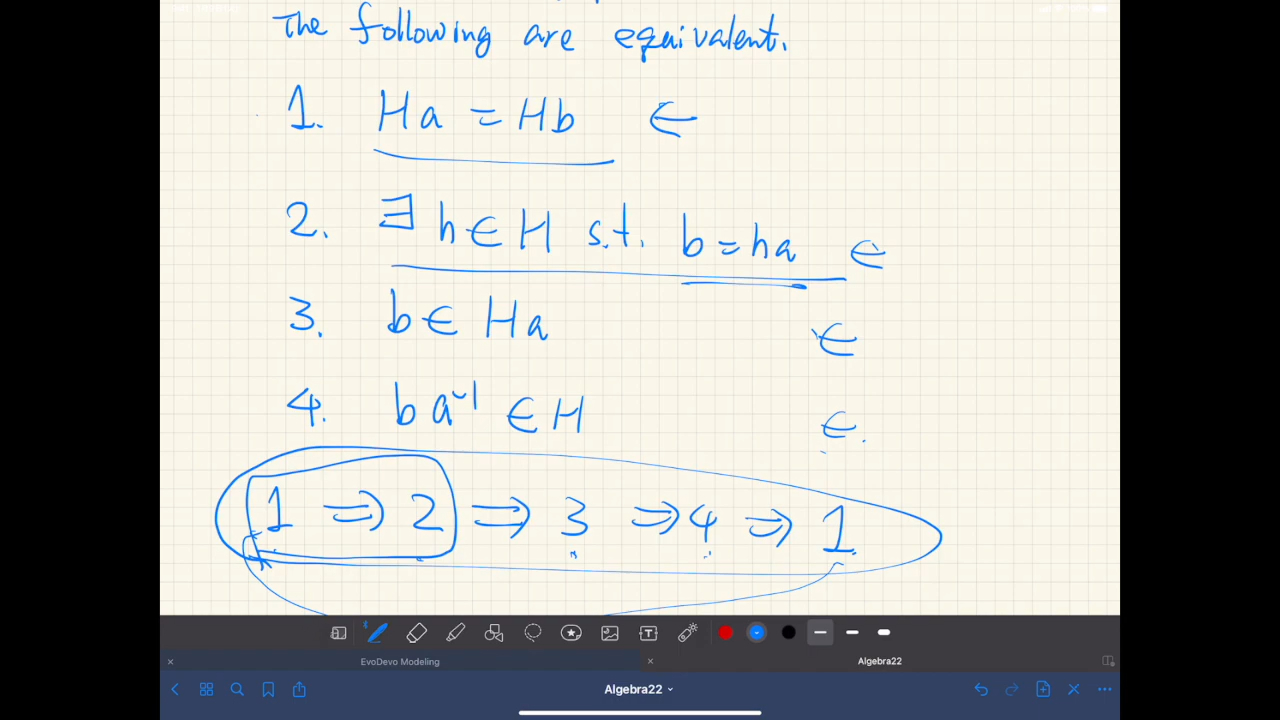 The following are equivalent.
1. Ha = Hb ∈
2. ∃ h ∈ H s.t. b = ha ∈
3. b ∈ Ha ∈
4. b a⁻¹ ∈ H ∈.
1 ⇒ 2 ⇒ 3 ⇒ 4 ⇒ 1
EvoDevo Modeling
Algebra22
Algebra22